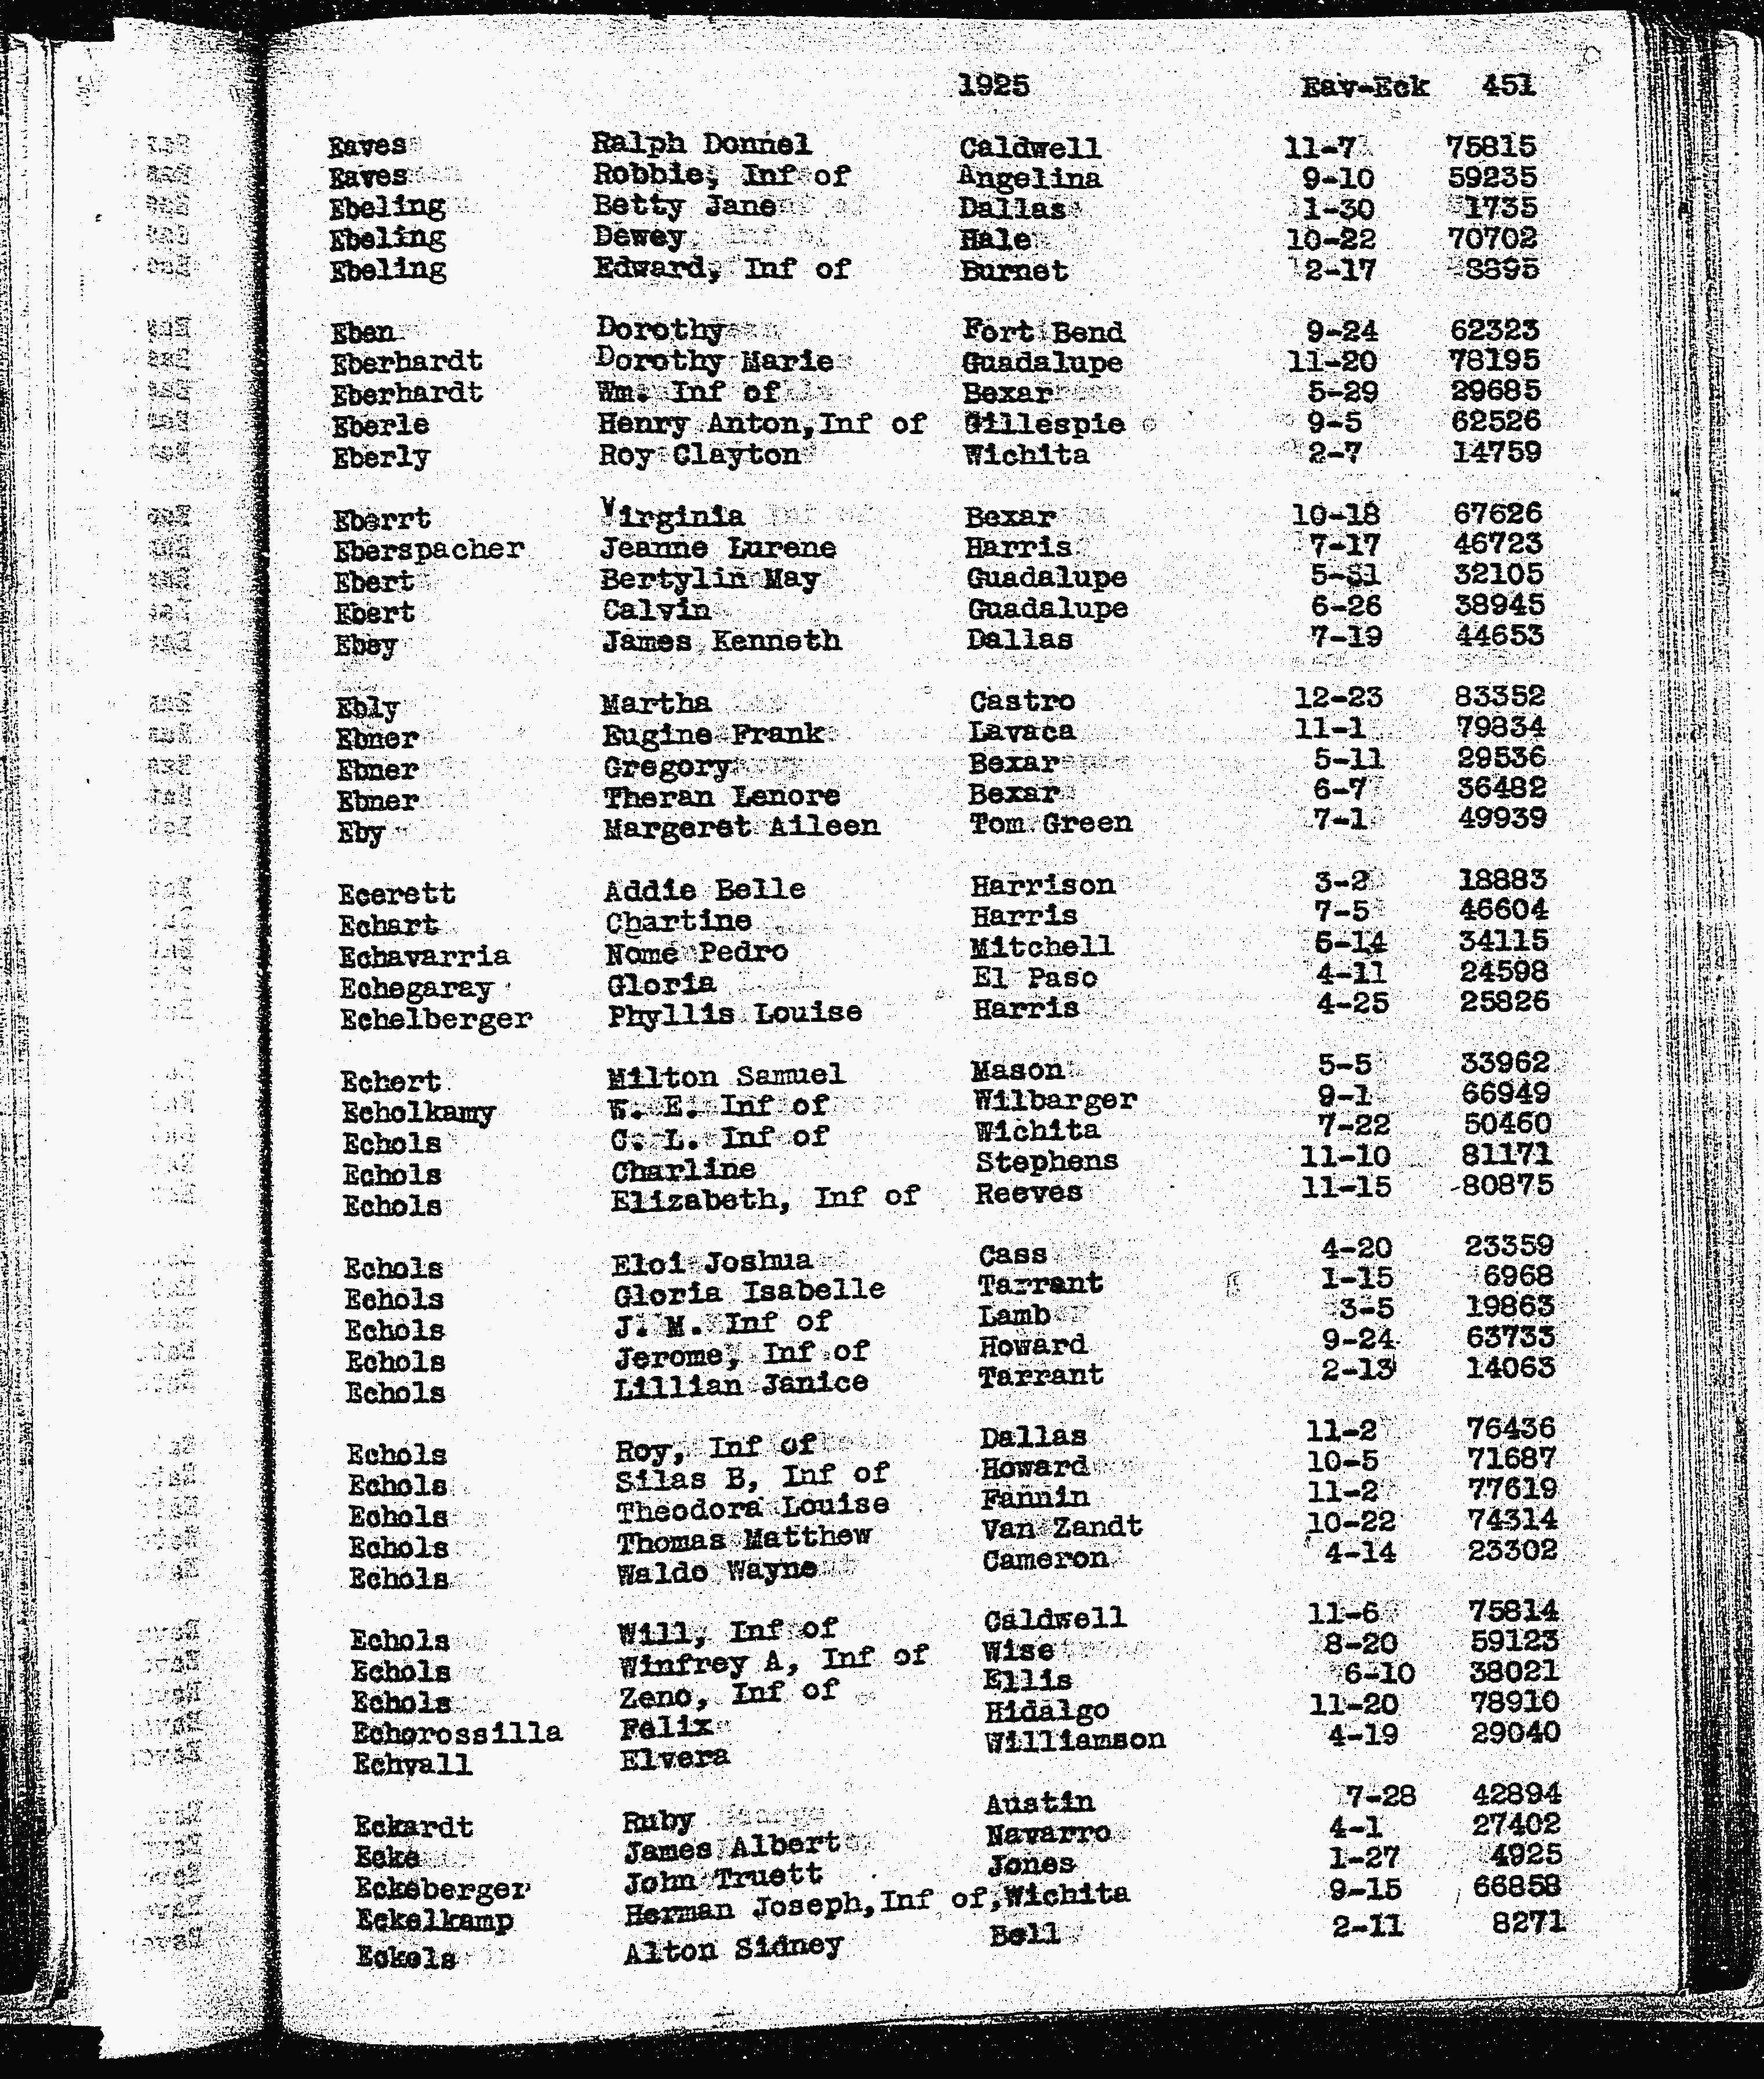 1925 Eav-Eck 451
Eaves Ralph Donnel Caldwell 11-7 75815
Eaves Robbie, Inf of Angelina 9-10 59235
Ebeling Betty Jane Dallas 1-30 1735
Ebeling Dewey Hale 10-22 70702
Ebeling Edward, Inf of Burnet 2-17 8895
Eben Dorothy Fort Bend 9-24 62323
Eberhardt Dorothy Marie Guadalupe 11-20 78195
Eberhardt Wm. Inf of Bexar 5-29 29685
Eberle Henry Anton,Inf of Gillespie 9-5 62526
Eberly Roy Clayton Wichita 2-7 14759
Eberrt Virginia Bexar 10-18 67626
Eberspacher Jeanne Lurene Harris 7-17 46723
Ebert Bertylin May Guadalupe 5-31 32105
Ebert Calvin Guadalupe 6-26 38945
Ebey James Kenneth Dallas 7-19 44653
Ebly Martha Castro 12-23 83352
Ebner Eugine Frank Lavaca 11-1 79834
Ebner Gregory Bexar 5-11 29536
Ebner Theran Lenore Bexar 6-7 36482
Eby Margeret Aileen Tom Green 7-1 49939
Ecerett Addie Belle Harrison 3-2 18883
Echart Chartine Harris 7-5 46604
Echavarria Nome Pedro Mitchell 5-14 34115
Echegaray Gloria El Paso 4-11 24598
Echelberger Phyllis Louise Harris 4-25 25826
Echert Milton Samuel Mason 5-5 33962
Echolkamy W. E. Inf of Wilbarger 9-1 66949
Echols C. L. Inf of Wichita 7-22 50460
Echols Charline Stephens 11-10 81171
Echols Elizabeth, Inf of Reeves 11-15 80875
Echols Eloi Joshua Cass 4-20 23359
Echols Gloria Isabelle Tarrant 1-15 6968
Echols J. M. Inf of Lamb 3-5 19863
Echols Jerome, Inf of Howard 9-24 63733
Echols Lillian Janice Tarrant 2-13 14063
Echols Roy, Inf of Dallas 11-2 76436
Echols Silas B, Inf of Howard 10-5 71687
Echols Theodora Louise Fannin 11-2 77619
Echols Thomas Matthew Van Zandt 10-22 74314
Echols Waldo Wayne Cameron 4-14 23302
Echols Will, Inf of Caldwell 11-6 75814
Echols Winfrey A, Inf of Wise 8-20 59123
Echols Zeno, Inf of Ellis 6-10 38021
Echorossilla Felix Hidalgo 11-20 78910
Echvall Elvera Williamson 4-19 29040
Eckardt Ruby Austin 7-28 42894
Ecke James Albert Navarro 4-1 27402
Eckeberger John Truett Jones 1-27 4925
Eckelkamp Herman Joseph,Inf of,Wichita 9-15 66858
Eckols Alton Sidney Bell 2-11 8271